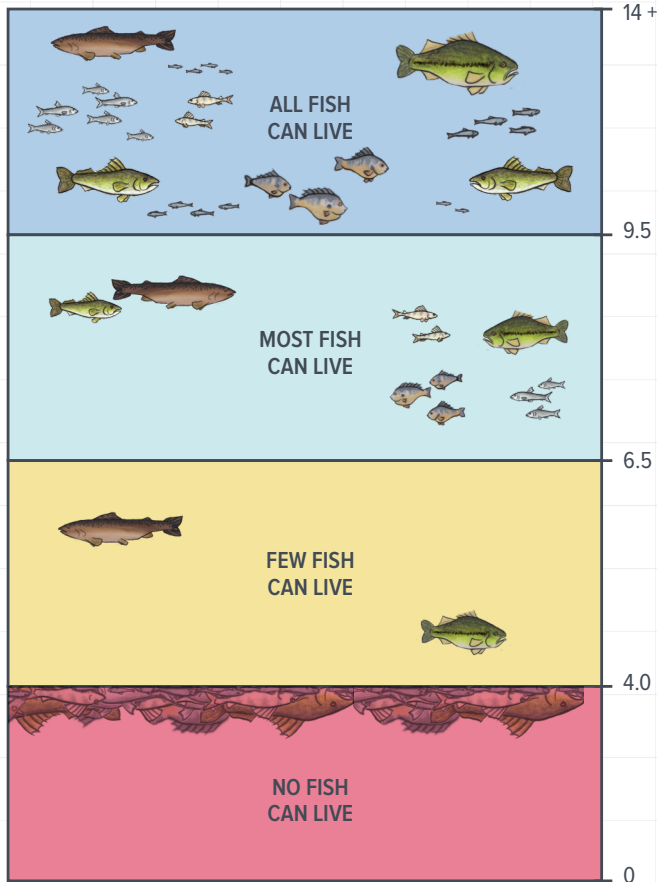 14 +
ALL FISH
CAN LIVE
9.5
MOST FISH
CAN LIVE
6.5
FEW FISH
CAN LIVE
4.0
NO FISH
CAN LIVE
0